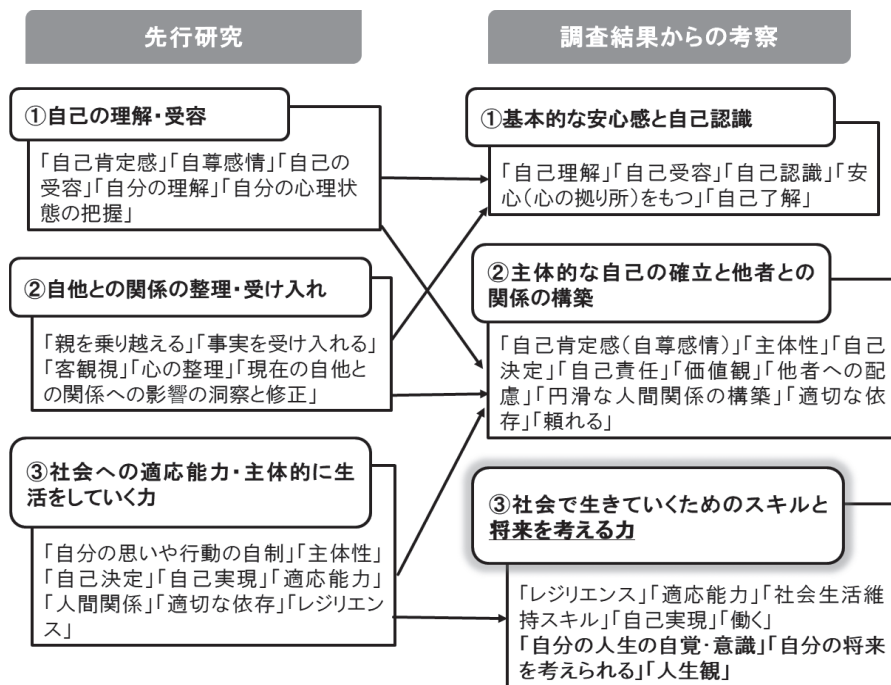 先行研究
①自己の理解・受容
「自己肯定感」「自尊感情」「自己の
受容」「自分の理解」「自分の心理状
態の把握」
②自他との関係の整理・受け入れ
「親を乗り越える」「事実を受け入れる」
「客観視」「心の整理」「現在の自他と
の関係への影響の洞察と修正」
③社会への適応能力・主体的に生
活をしていく力
「自分の思いや行動の自制」「主体性」
「自己決定」「自己実現」「適応能力」
「人間関係」「適切な依存」「レジリエン
ス」
調査結果からの考察
①基本的な安心感と自己認識
「自己理解」「自己受容」「自己認識」「安
心(心の拠り所)をもつ」「自己了解」
②主体的な自己の確立と他者との
関係の構築
「自己肯定感(自尊感情)」「主体性」「自己
決定」「自己責任」「価値観」「他者への配
慮」「円滑な人間関係の構築」「適切な依
存」「頼れる」
③社会で生きていくためのスキルと
将来を考える力
「レジリエンス」「適応能力」「社会生活維
持スキル」「自己実現」「働く」
「自分の人生の自覚・意識」「自分の将来
を考えられる」「人生観」